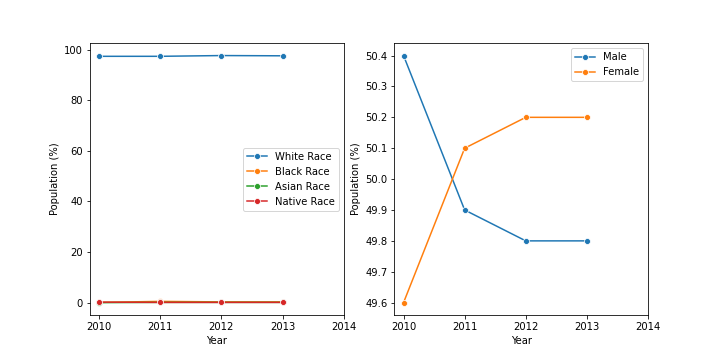 100
80
60
40
20
0
Population (%)
2010 2011 2012 2013 2014
Year
White Race
Black Race
Asian Race
Native Race
50.4
50.3
50.2
50.1
50.0
49.9
49.8
49.7
49.6
Population (%)
2010 2011 2012 2013 2014
Year
Male
Female